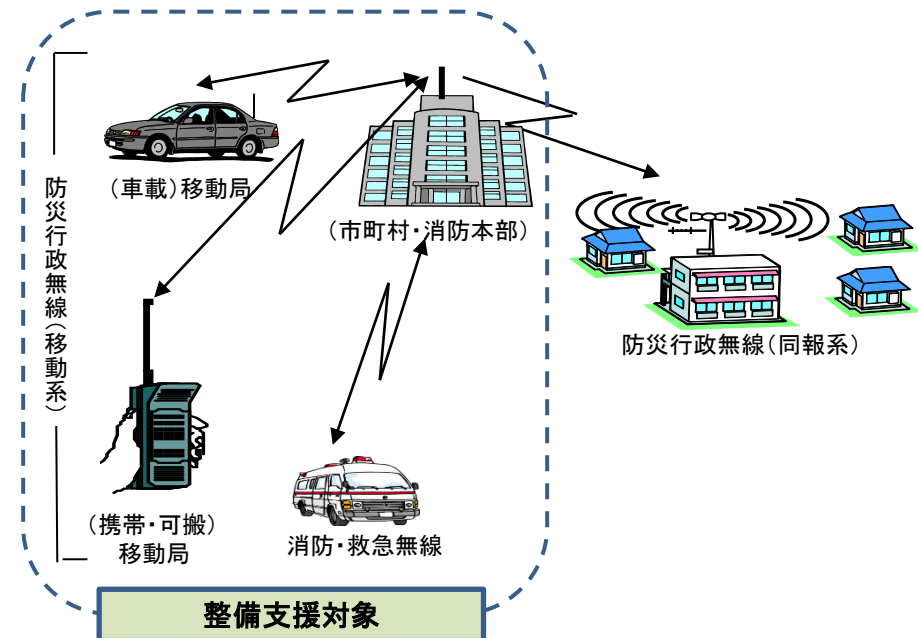 防災行政無線（移動系）
（車載）移動局
（市町村・消防本部）
防災行政無線（同報系）
（携帯・可搬）
移動局
消防・救急無線
整備支援対象